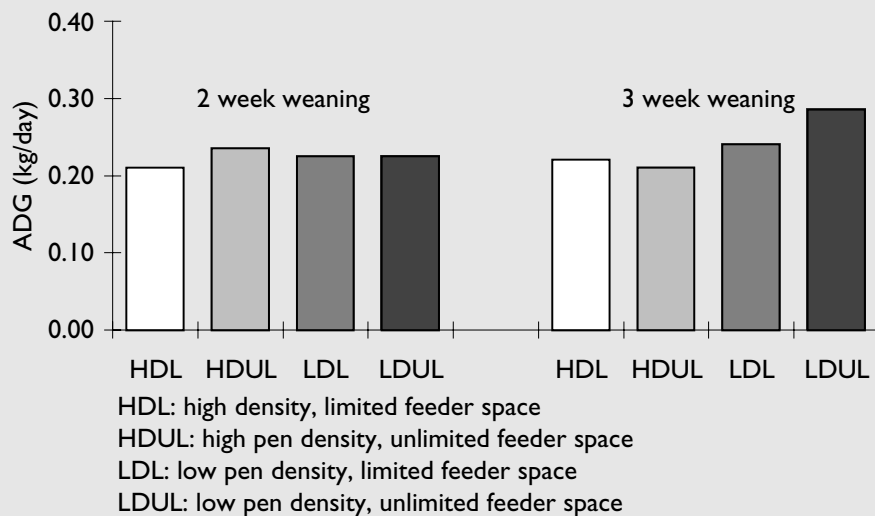 0.40
0.30
0.20
0.10
0.00
ADG (kg/day)
2 week weaning
3 week weaning
HDL HDUL LDL LDUL HDL HDUL LDL LDUL
HDL: high density, limited feeder space
HDUL: high pen density, unlimited feeder space
LDL: low pen density, limited feeder space
LDUL: low pen density, unlimited feeder space